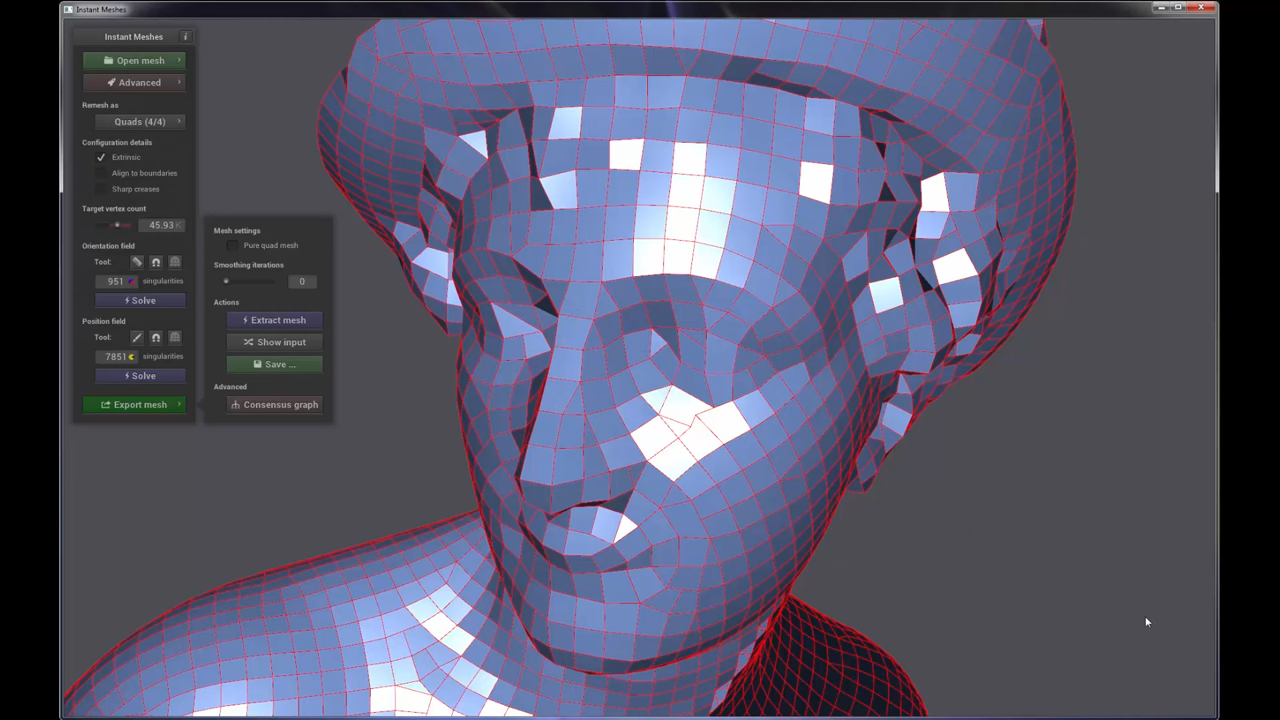 Instant Meshes
Instant Meshes i
Open mesh
Advanced
Remesh as
Quads (4/4)
Configuration details
Extrinsic
Align to boundaries
Sharp creases
Target vertex count
45.93 K
Orientation field
Tool:
951 singularities
Solve
Position field
Tool:
7851 singularities
Solve
Export mesh
Mesh settings
Pure quad mesh
Smoothing iterations
0
Actions
Extract mesh
Show input
Save ...
Advanced
Consensus graph